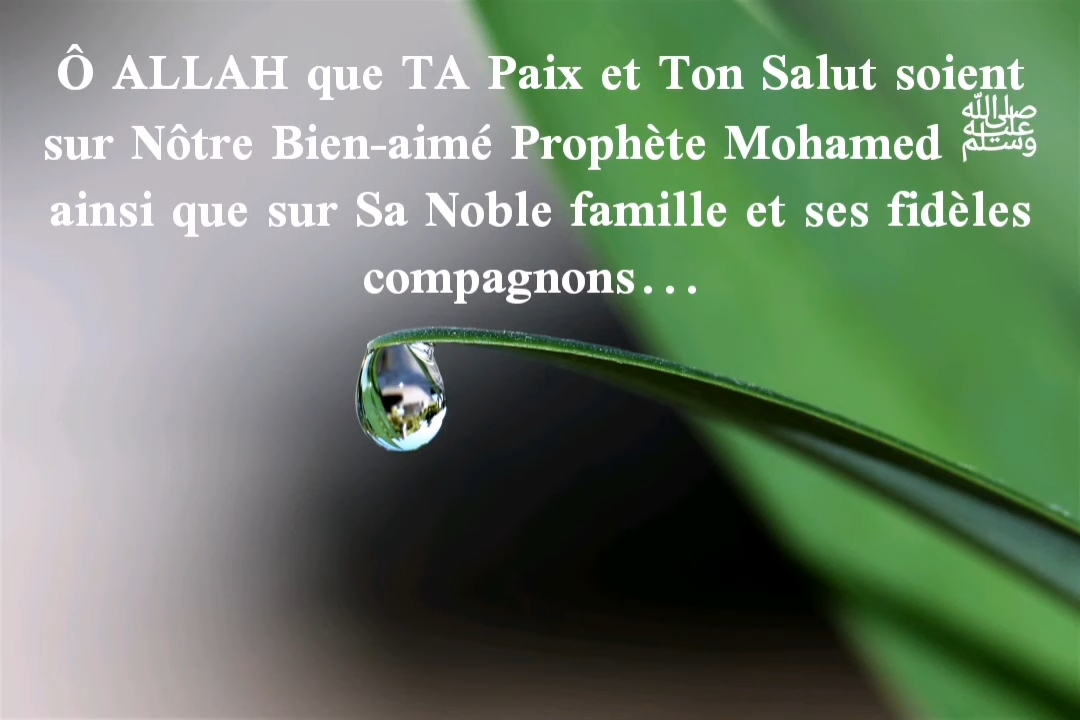 Ô ALLAH que TA Paix et Ton Salut soient
sur Nôtre Bien-aimé Prophète Mohamed ﷺ
ainsi que sur Sa Noble famille et ses fidèles
compagnons...